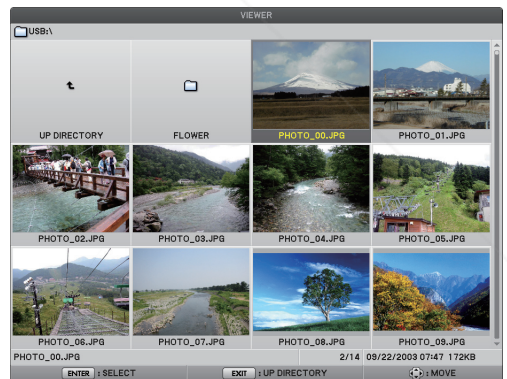 VIEWER
USB:\
UP DIRECTORY
FLOWER
PHOTO_00.JPG
PHOTO_01.JPG
PHOTO_02.JPG
PHOTO_03.JPG
PHOTO_04.JPG
PHOTO_05.JPG
PHOTO_06.JPG
PHOTO_07.JPG
PHOTO_08.JPG
PHOTO_09.JPG
PHOTO_00.JPG 2/14 09/22/2003 07:47 172KB
ENTER : SELECT EXIT : UP DIRECTORY : MOVE